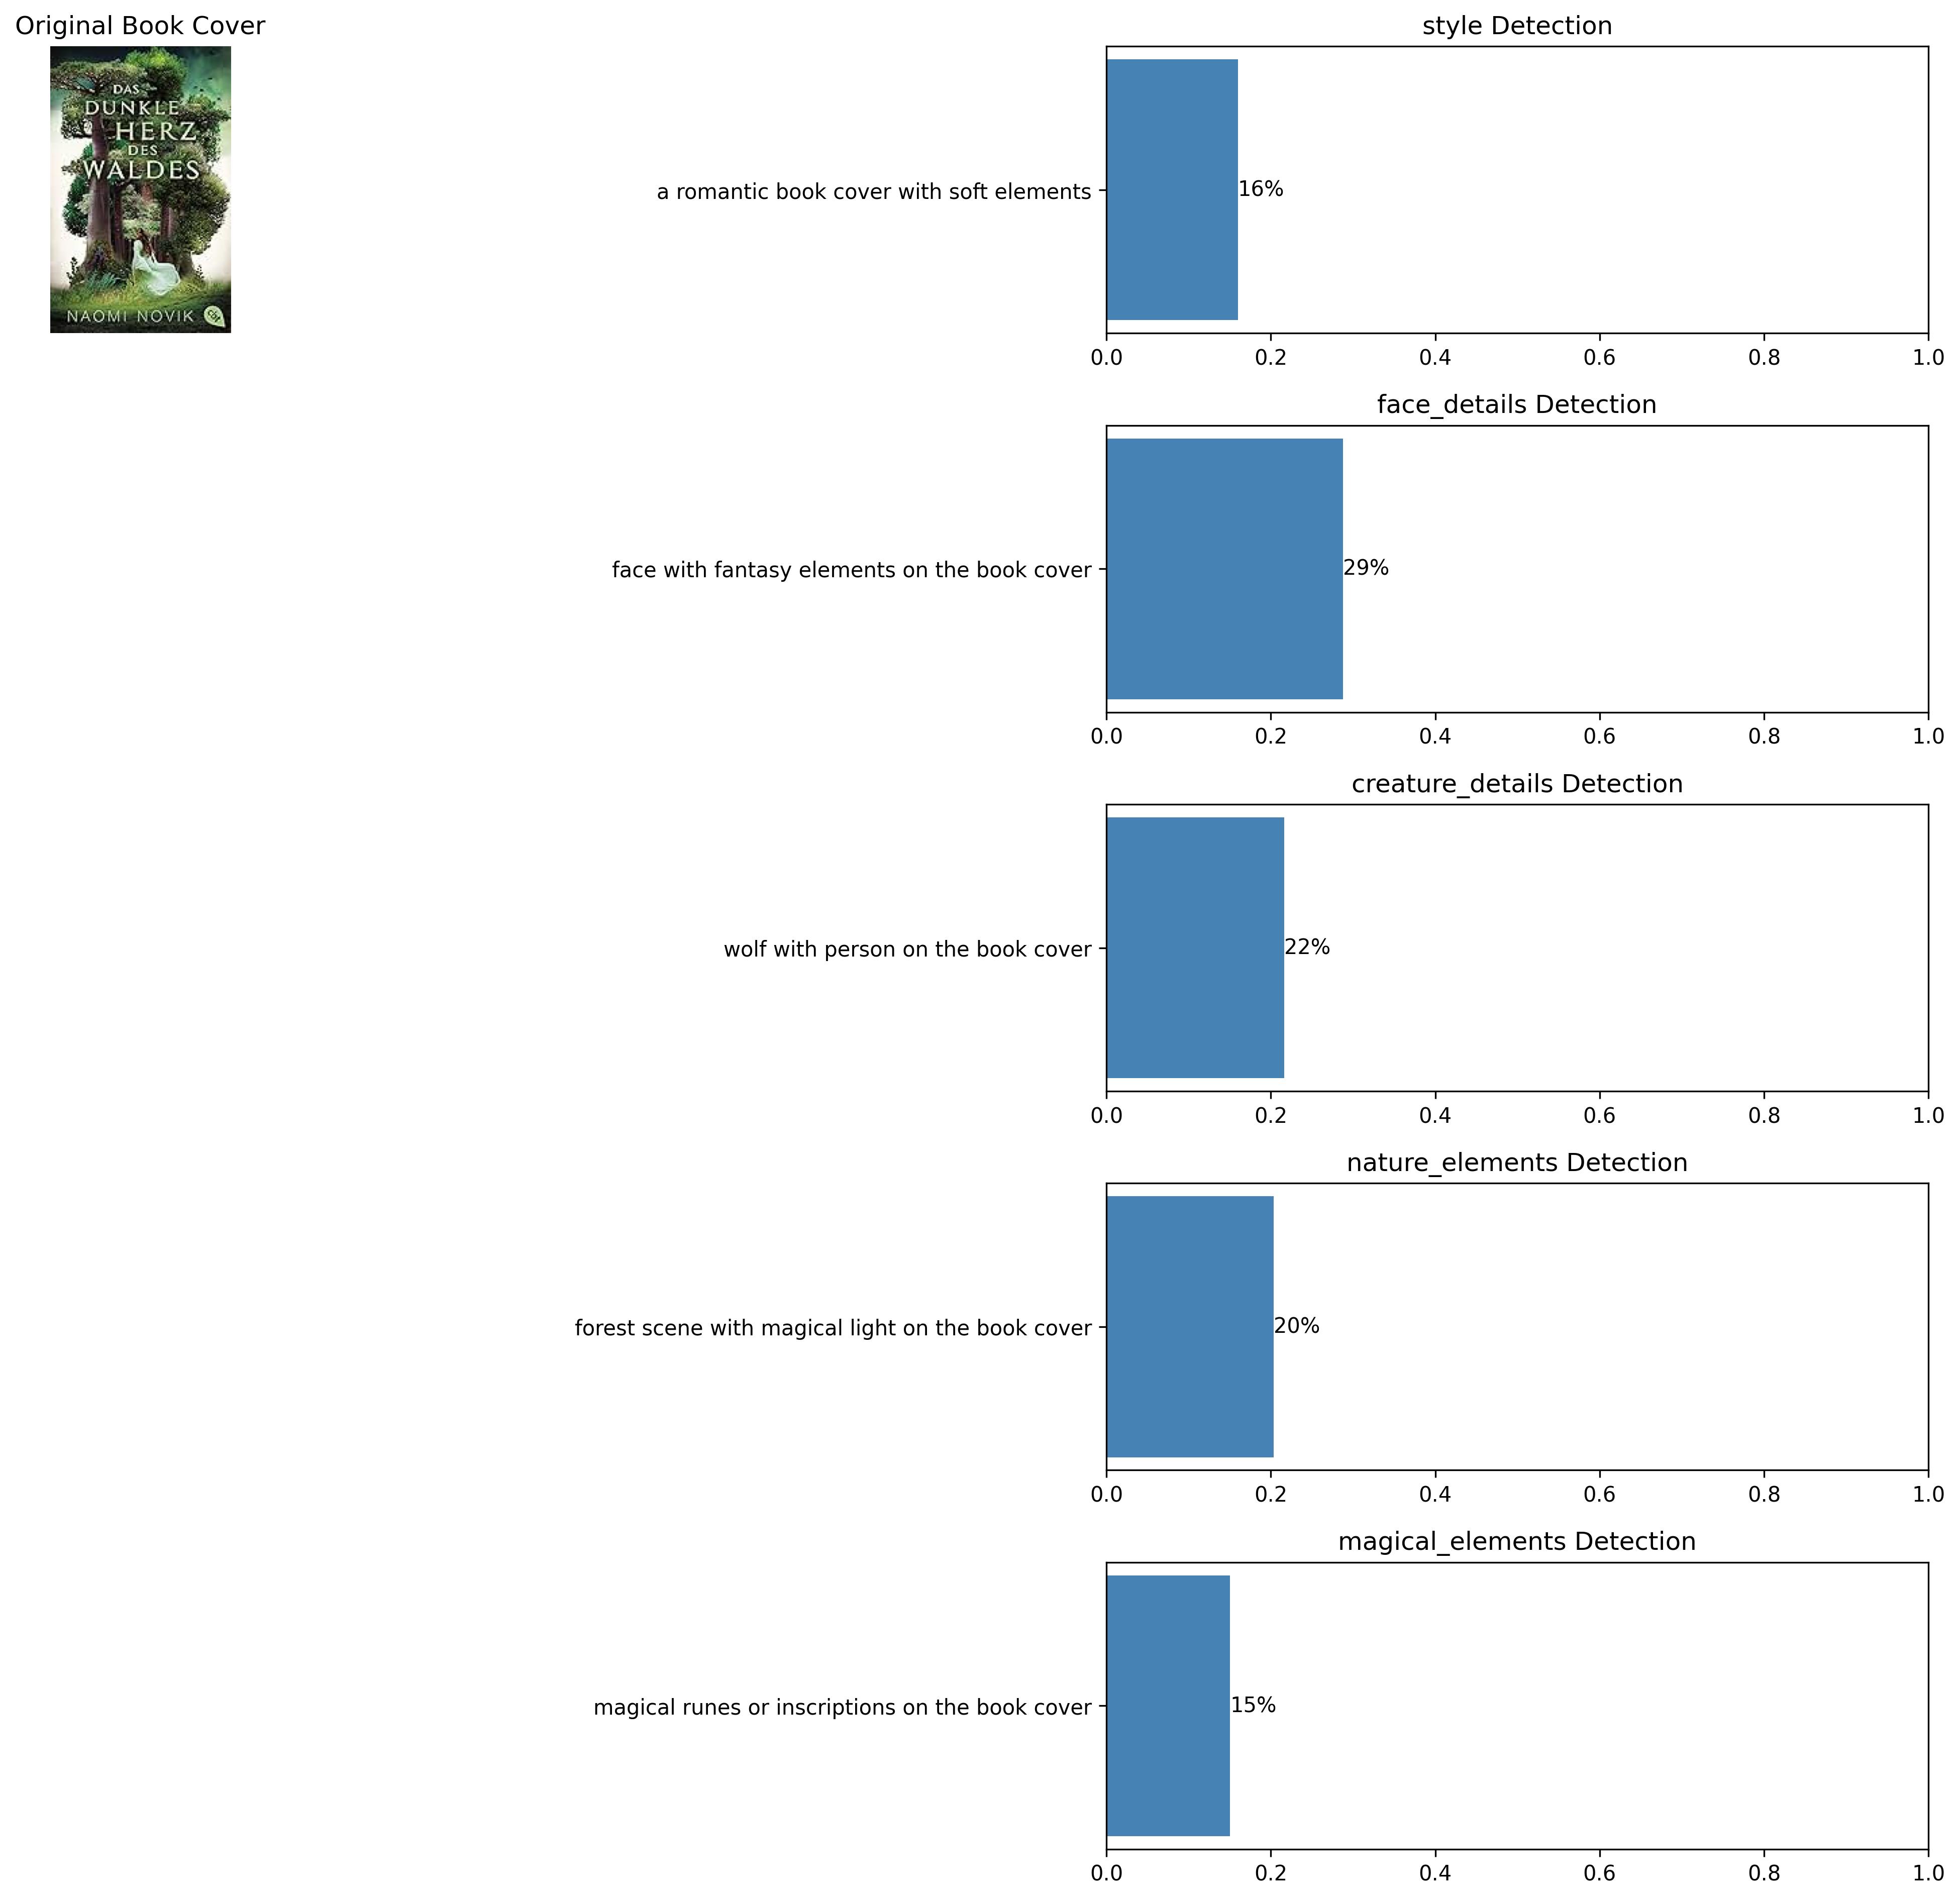 Original Book Cover
DAS
DUNKLE
HERZ
DES
WALDES
NAOMI NOVIK
style Detection
a romantic book cover with soft elements
16%
0.0 0.2 0.4 0.6 0.8 1.0
face_details Detection
face with fantasy elements on the book cover
29%
0.0 0.2 0.4 0.6 0.8 1.0
creature_details Detection
wolf with person on the book cover
22%
0.0 0.2 0.4 0.6 0.8 1.0
nature_elements Detection
forest scene with magical light on the book cover
20%
0.0 0.2 0.4 0.6 0.8 1.0
magical_elements Detection
magical runes or inscriptions on the book cover
15%
0.0 0.2 0.4 0.6 0.8 1.0